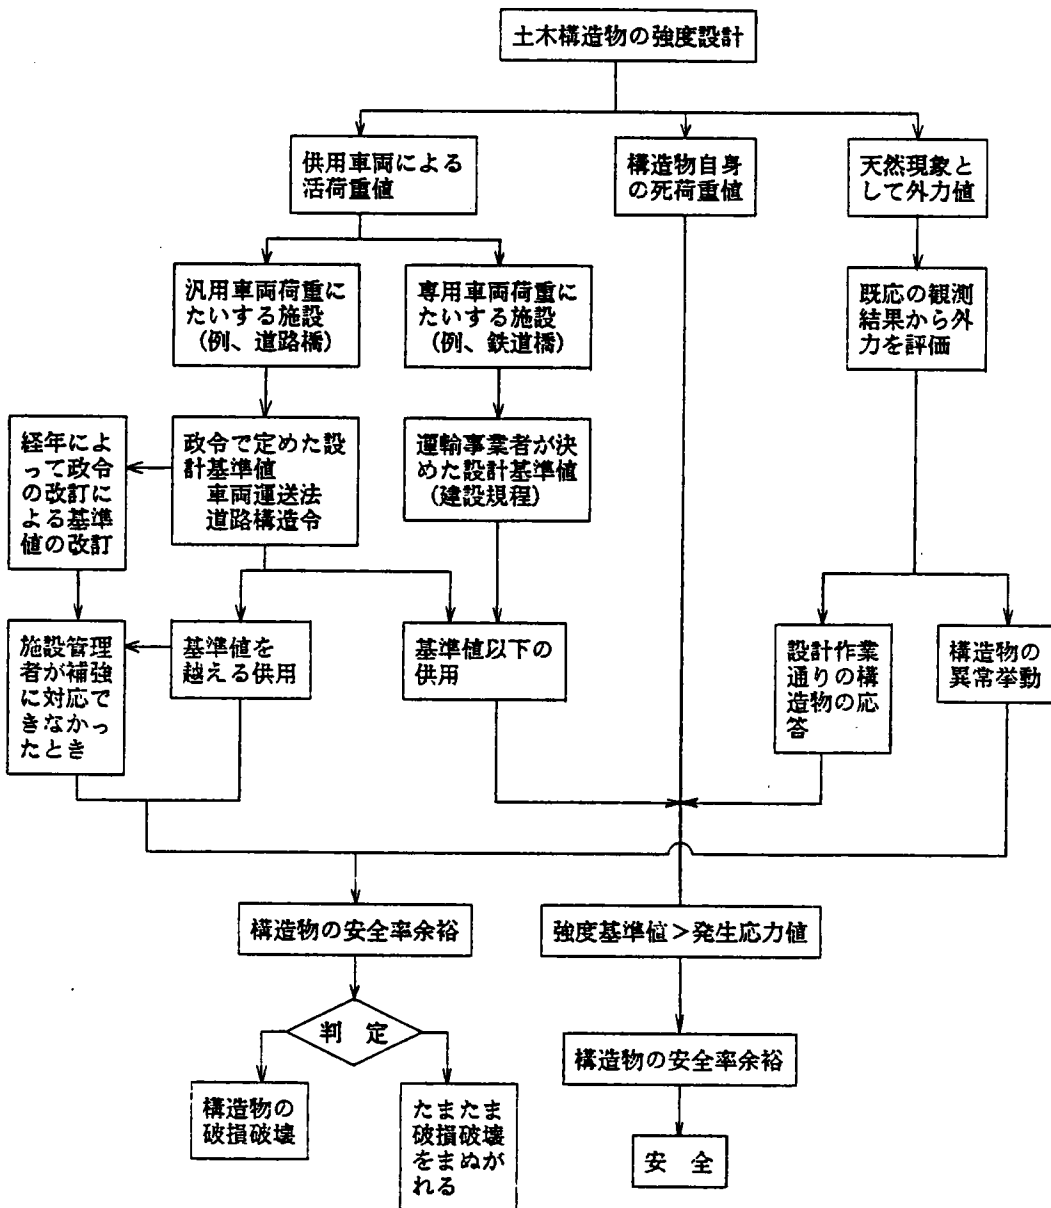 土木構造物の強度設計
供用車両による
活荷重値
構造物自身
の死荷重値
天然現象と
して外力値
汎用車両荷重に
たいする施設
(例、道路橋)
専用車両荷重に
たいする施設
(例、鉄道橋)
既応の観測
結果から外
力を評価
経年によ
って政令
の改訂に
よる基準
値の改訂
政令で定めた設
計基準値
車両運送法
道路構造令
運輸事業者が決
めた設計基準値
(建設規程)
施設管理
者が補強
に対応で
きなかっ
たとき
基準値を
越える供用
基準値以下の
供用
設計作業
通りの構
造物の応
答
構造物の
異常挙動
構造物の安全率余裕
強度基準値>発生応力値
判 定
構造物の安全率余裕
構造物の
破損破壊
たまたま
破損破壊
をまぬが
れる
安 全